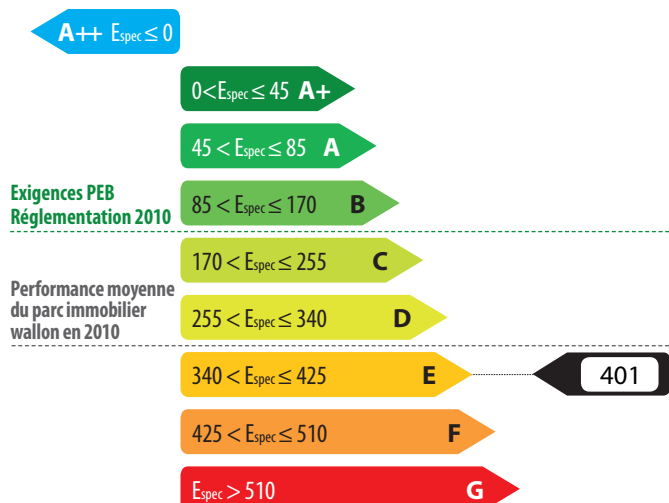 A++ Espec ≤ 0
0<Espec ≤ 45 A+
45 < Espec ≤ 85 A
Exigences PEB
Réglementation 2010
85 < Espec ≤ 170 B
170 < Espec ≤ 255 C
Performance moyenne
du parc immobilier
wallon en 2010
255 < Espec ≤ 340 D
340 < Espec ≤ 425 E
401
425 < Espec ≤ 510 F
Espec > 510 G